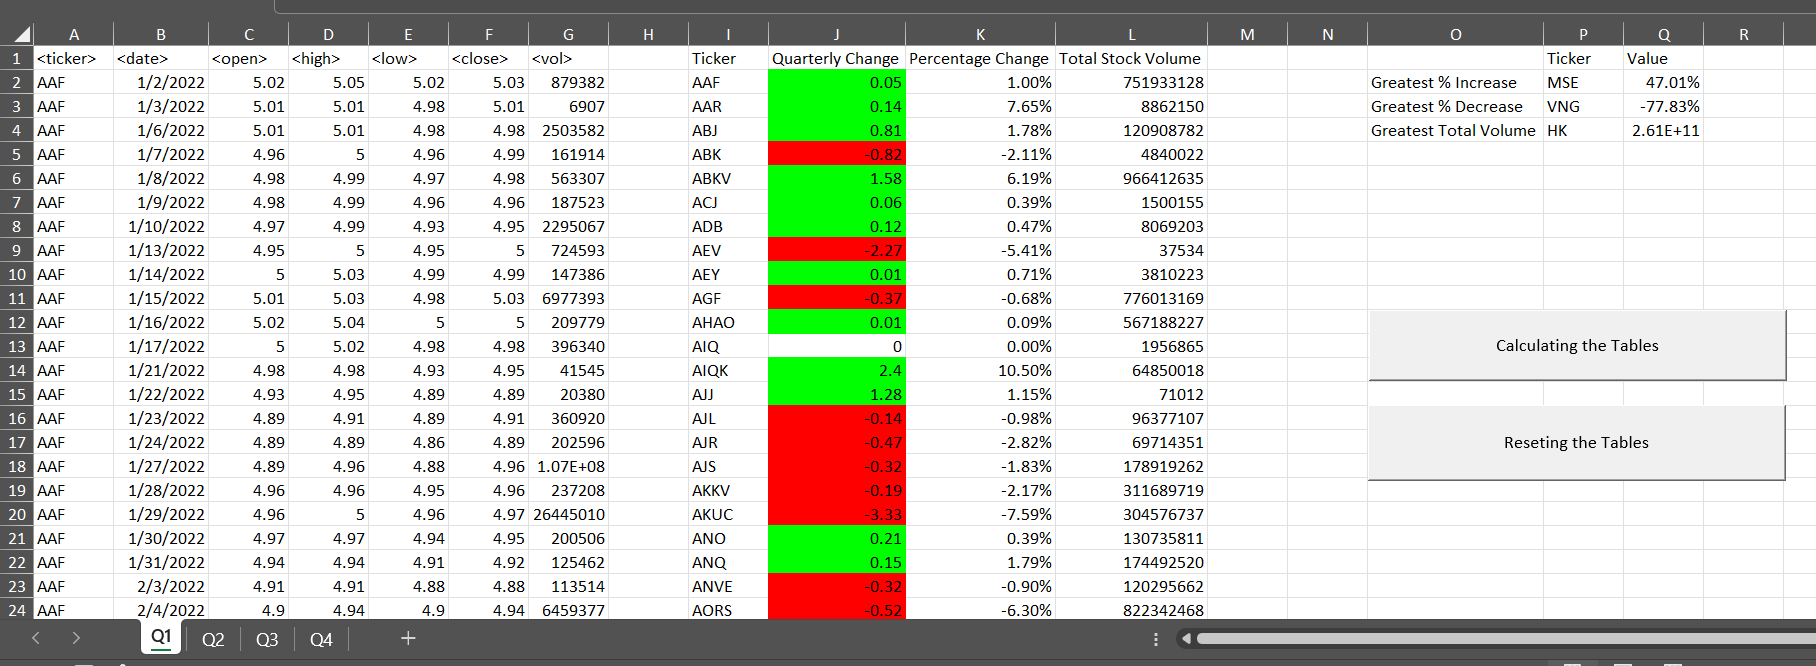 A B C D E F G H I J K L M N O P Q R
1 <ticker> <date> <open> <high> <low> <close> <vol> Ticker Quarterly Change Percentage Change Total Stock Volume Ticker Value
2 AAF 1/2/2022 5.02 5.05 5.02 5.03 879382 AAF 0.05 1.00% 751933128 Greatest % Increase MSE 47.01%
3 AAF 1/3/2022 5.01 5.01 4.98 5.01 6907 AAR 0.14 7.65% 8862150 Greatest % Decrease VNG -77.83%
4 AAF 1/6/2022 5.01 5.01 4.98 4.98 2503582 ABJ 0.81 1.78% 120908782 Greatest Total Volume HK 2.61E+11
5 AAF 1/7/2022 4.96 5 4.96 4.99 161914 ABK -0.82 -2.11% 4840022
6 AAF 1/8/2022 4.98 4.99 4.97 4.98 563307 ABKV 1.58 6.19% 966412635
7 AAF 1/9/2022 4.98 4.99 4.96 4.96 187523 ACJ 0.06 0.39% 1500155
8 AAF 1/10/2022 4.97 4.99 4.93 4.95 2295067 ADB 0.12 0.47% 8069203
9 AAF 1/13/2022 4.95 5 4.95 5 724593 AEV -2.27 -5.41% 37534
10 AAF 1/14/2022 5 5.03 4.99 4.99 147386 AEY 0.01 0.71% 3810223
11 AAF 1/15/2022 5.01 5.03 4.98 5.03 6977393 AGF -0.37 -0.68% 776013169
12 AAF 1/16/2022 5.02 5.04 5 5 209779 AHAO 0.01 0.09% 567188227
13 AAF 1/17/2022 5 5.02 4.98 4.98 396340 AIQ 0 0.00% 1956865 Calculating the Tables
14 AAF 1/21/2022 4.98 4.98 4.93 4.95 41545 AIQK 2.4 10.50% 64850018
15 AAF 1/22/2022 4.93 4.95 4.89 4.89 20380 AJJ 1.28 1.15% 71012
16 AAF 1/23/2022 4.89 4.91 4.89 4.91 360920 AJL -0.14 -0.98% 96377107
17 AAF 1/24/2022 4.89 4.89 4.86 4.89 202596 AJR -0.47 -2.82% 69714351 Reseting the Tables
18 AAF 1/27/2022 4.89 4.96 4.88 4.96 1.07E+08 AJS -0.32 -1.83% 178919262
19 AAF 1/28/2022 4.96 4.96 4.95 4.96 237208 AKKV -0.19 -2.17% 311689719
20 AAF 1/29/2022 4.96 5 4.96 4.97 26445010 AKUC -3.33 -7.59% 304576737
21 AAF 1/30/2022 4.97 4.97 4.94 4.95 200506 ANO 0.21 0.39% 130735811
22 AAF 1/31/2022 4.94 4.94 4.91 4.92 125462 ANQ 0.15 1.79% 174492520
23 AAF 2/3/2022 4.91 4.91 4.88 4.88 113514 ANVE -0.32 -0.90% 120295662
24 AAF 2/4/2022 4.9 4.94 4.9 4.94 6459377 AORS -0.52 -6.30% 822342468
Q1 Q2 Q3 Q4